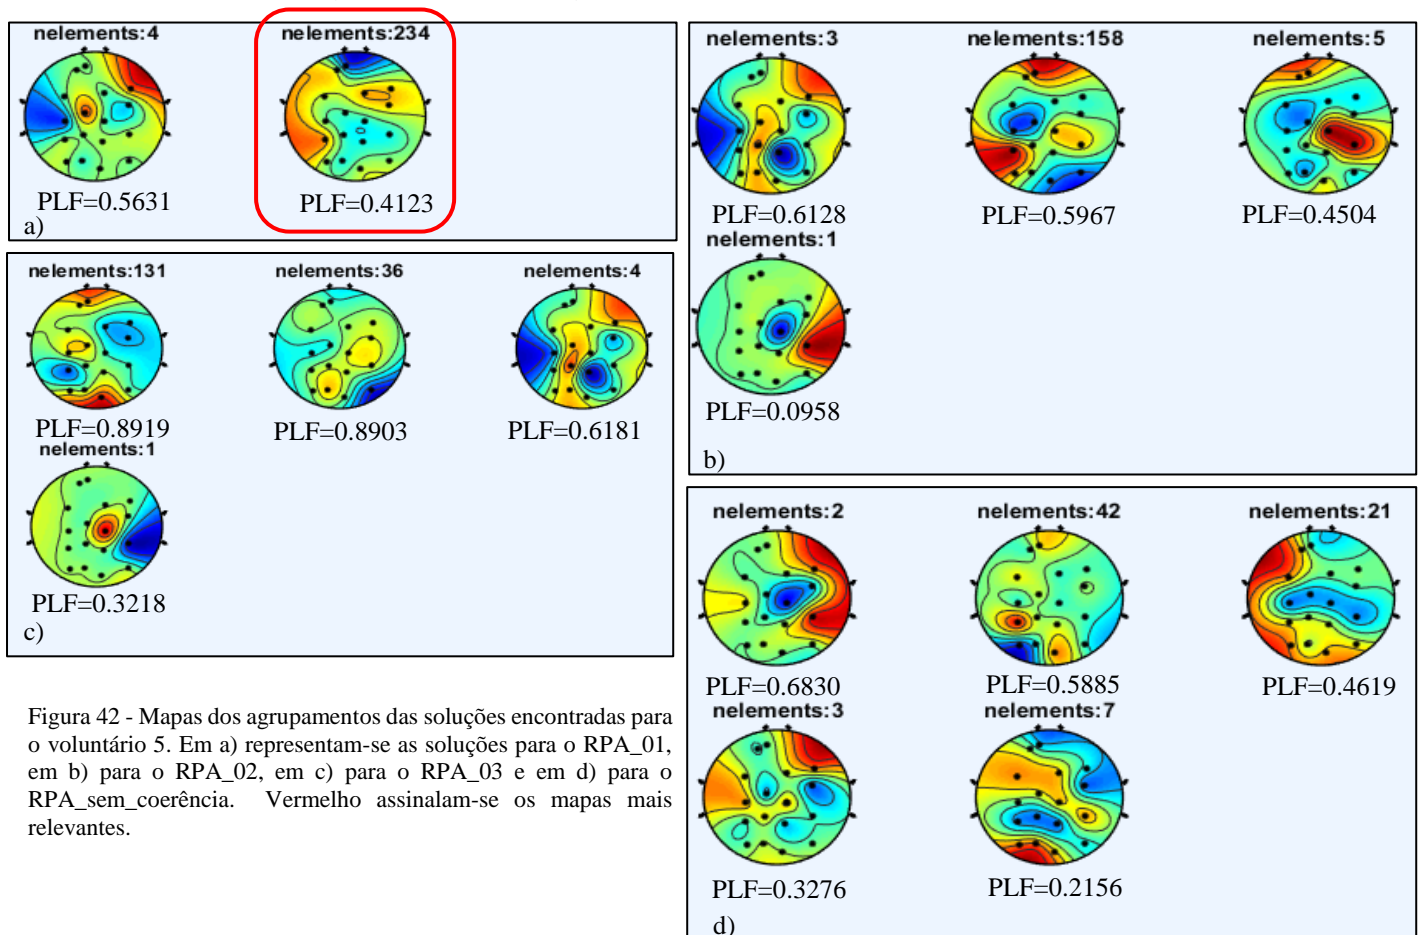 nelements:4 nelements:234
PLF=0.5631 PLF=0.4123
a)
nelements:3 nelements:158 nelements:5
PLF=0.6128 PLF=0.5967 PLF=0.4504
nelements:1
PLF=0.0958
b)
nelements:131 nelements:36 nelements:4
PLF=0.8919 PLF=0.8903 PLF=0.6181
nelements:1
PLF=0.3218
c)
nelements:2 nelements:42 nelements:21
PLF=0.6830 PLF=0.5885 PLF=0.4619
nelements:3 nelements:7
PLF=0.3276 PLF=0.2156
d)
Figura 42 - Mapas dos agrupamentos das soluções encontradas para
o voluntário 5. Em a) representam-se as soluções para o RPA_01,
em b) para o RPA_02, em c) para o RPA_03 e em d) para o
RPA_sem_coerência. Vermelho assinalam-se os mapas mais
relevantes.